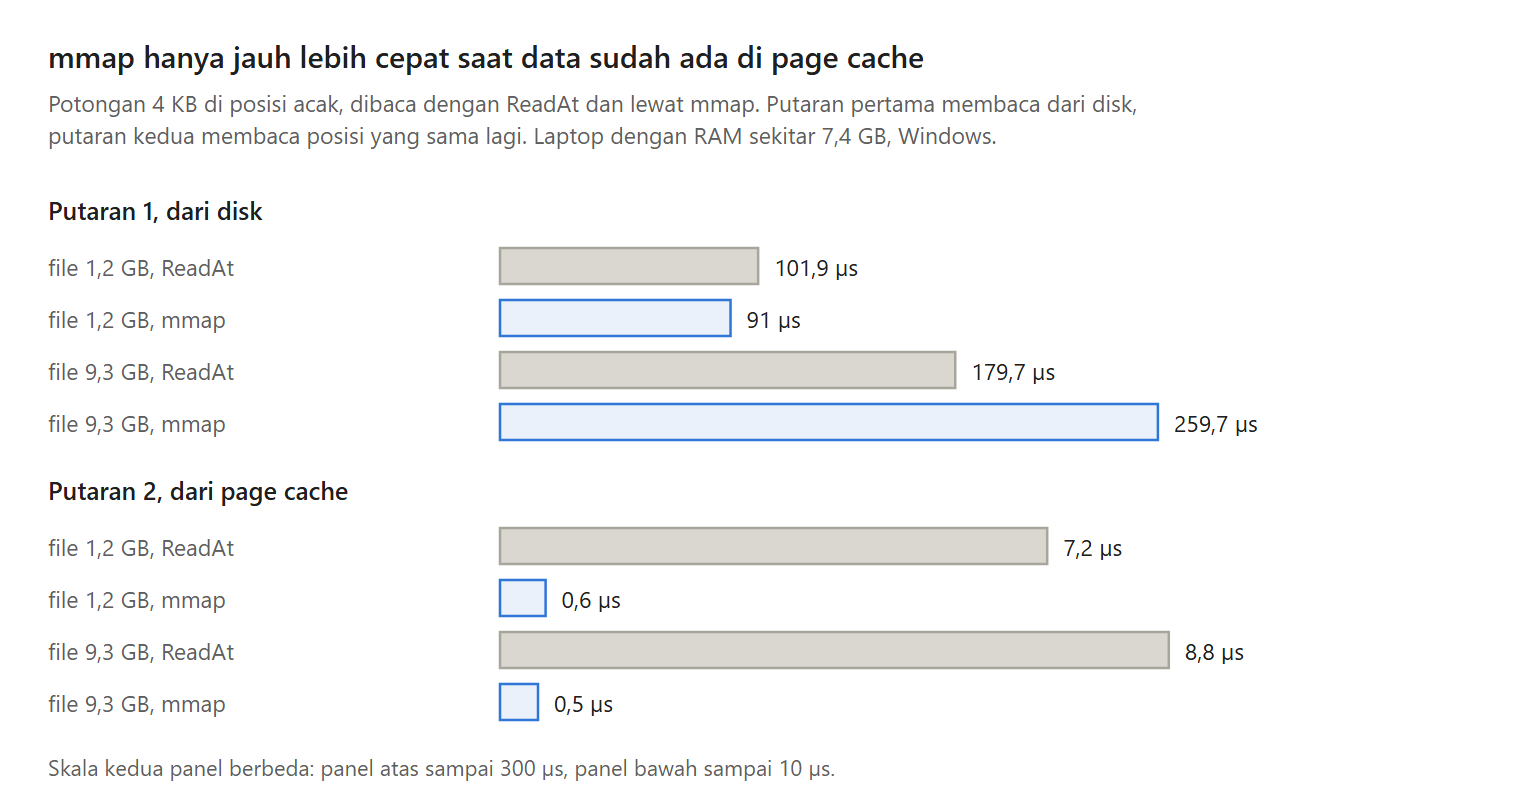 mmap hanya jauh lebih cepat saat data sudah ada di page cache
Potongan 4 KB di posisi acak, dibaca dengan ReadAt dan lewat mmap. Putaran pertama membaca dari disk,
putaran kedua membaca posisi yang sama lagi. Laptop dengan RAM sekitar 7,4 GB, Windows.
Putaran 1, dari disk
file 1,2 GB, ReadAt 101,9 µs
file 1,2 GB, mmap 91 µs
file 9,3 GB, ReadAt 179,7 µs
file 9,3 GB, mmap 259,7 µs
Putaran 2, dari page cache
file 1,2 GB, ReadAt 7,2 µs
file 1,2 GB, mmap 0,6 µs
file 9,3 GB, ReadAt 8,8 µs
file 9,3 GB, mmap 0,5 µs
Skala kedua panel berbeda: panel atas sampai 300 µs, panel bawah sampai 10 µs.